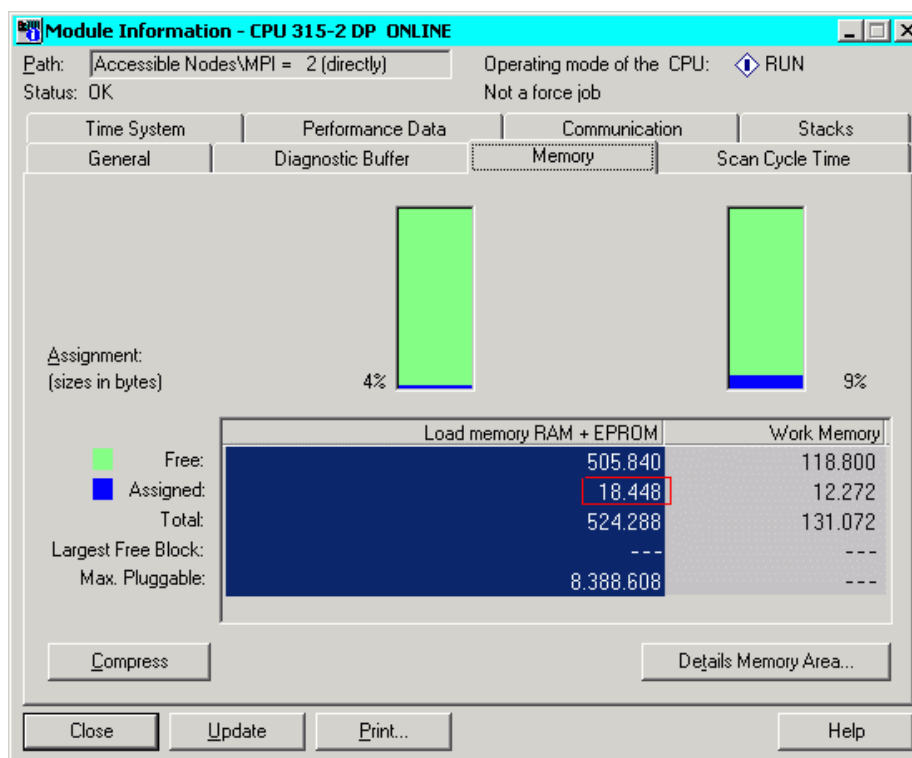 Module Information - CPU 315-2 DP  ONLINE
Path: Accessible Nodes\MPI =  2 (directly) Operating mode of the  CPU: RUN
Status: OK Not a force job
Time System Performance Data Communication Stacks
General Diagnostic Buffer Memory Scan Cycle Time
Assignment:
(sizes in bytes) 4% 9%
Load memory RAM + EPROM Work Memory
Free: 505.840 118.800
Assigned: 18.448 12.272
Total: 524.288 131.072
Largest Free Block: --- ---
Max. Pluggable: 8.388.608 ---
Compress Details Memory Area...
Close Update Print... Help